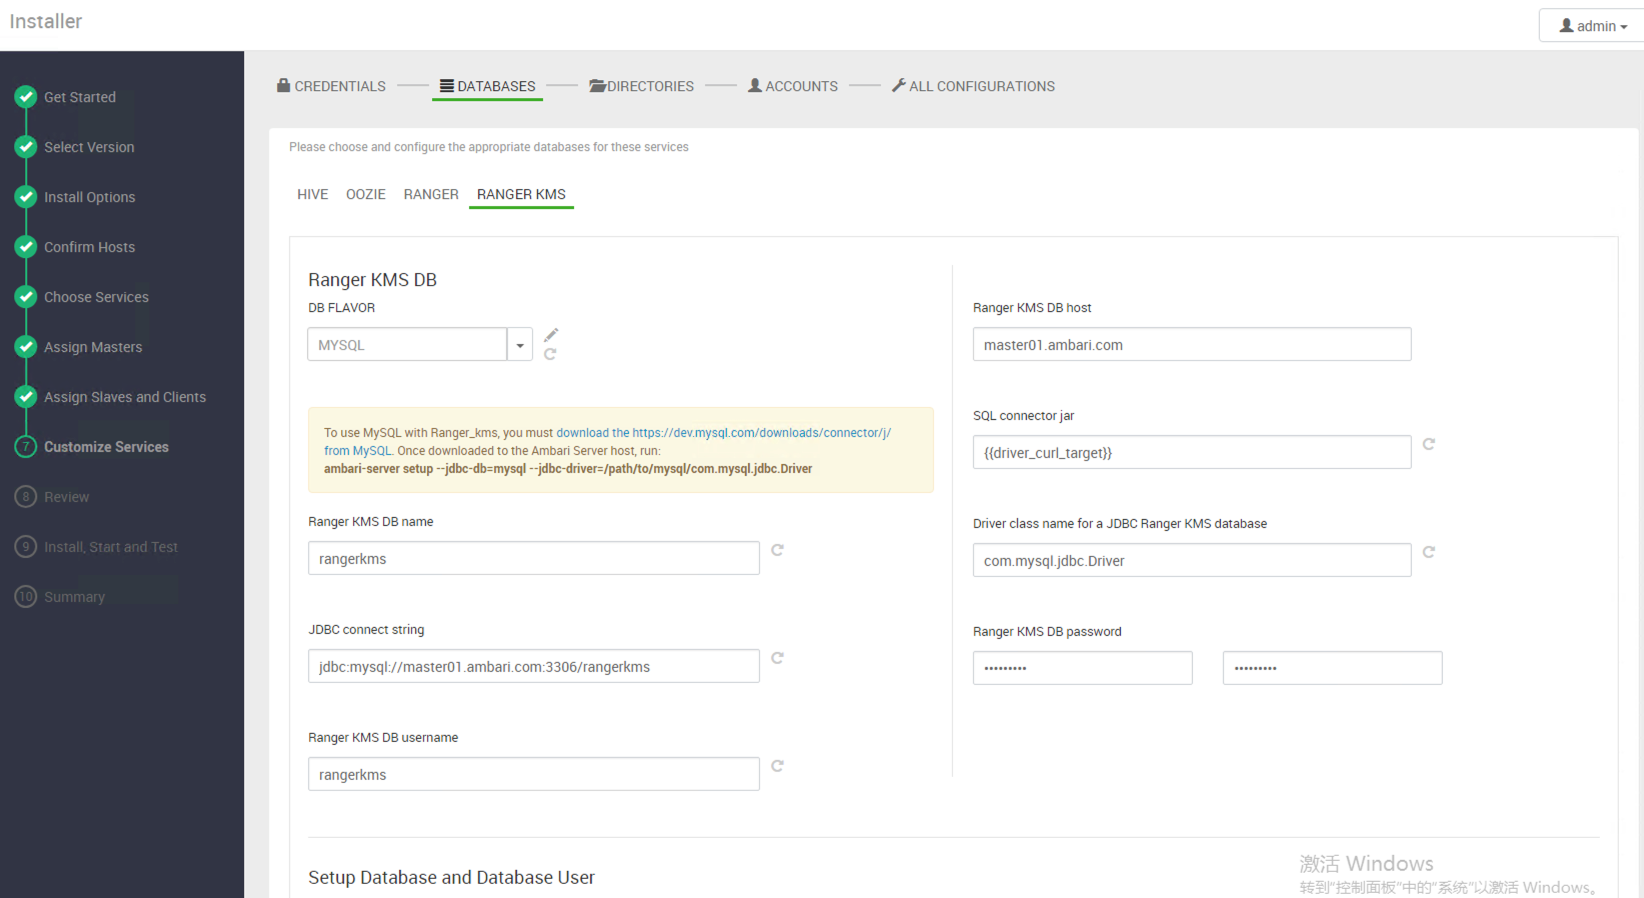 Installer
admin
Get Started
Select Version
Install Options
Confirm Hosts
Choose Services
Assign Masters
Assign Slaves and Clients
7 Customize Services
8 Review
9 Install, Start and Test
10 Summary
CREDENTIALS DATABASES DIRECTORIES ACCOUNTS ALL CONFIGURATIONS
Please choose and configure the appropriate databases for these services
HIVE OOZIE RANGER RANGER KMS
Ranger KMS DB
DB FLAVOR
MYSQL
To use MySQL with Ranger_kms, you must download the https://dev.mysql.com/downloads/connector/j/
from MySQL. Once downloaded to the Ambari Server host, run:
ambari-server setup --jdbc-db=mysql --jdbc-driver=/path/to/mysql/com.mysql.jdbc.Driver
Ranger KMS DB name
rangerkms
JDBC connect string
jdbc:mysql://master01.ambari.com:3306/rangerkms
Ranger KMS DB username
rangerkms
Ranger KMS DB host
master01.ambari.com
SQL connector jar
{{driver_curl_target}}
Driver class name for a JDBC Ranger KMS database
com.mysql.jdbc.Driver
Ranger KMS DB password
••••••••• •••••••••
Setup Database and Database User
激活 Windows
转到"控制面板"中的"系统"以激活 Windows。